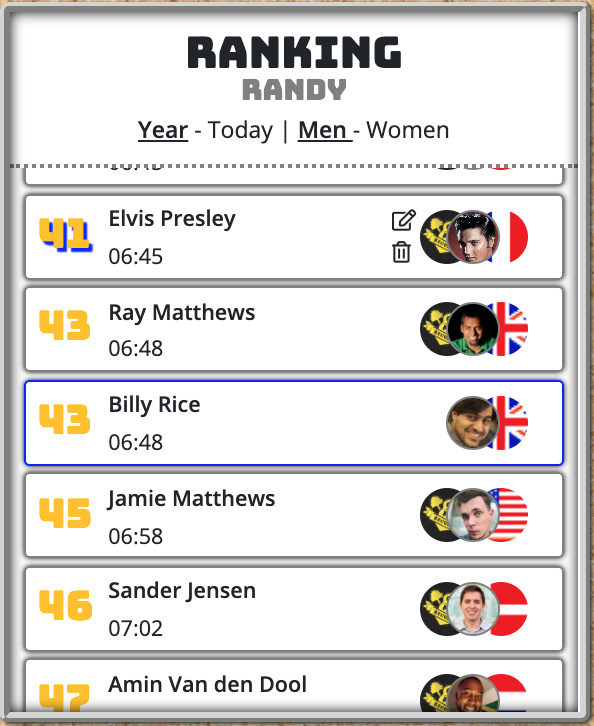 RANKING
RANDY
Year - Today | Men - Women
41
Elvis Presley
06:45
43
Ray Matthews
06:48
43
Billy Rice
06:48
45
Jamie Matthews
06:58
46
Sander Jensen
07:02
47
Amin Van den Dool